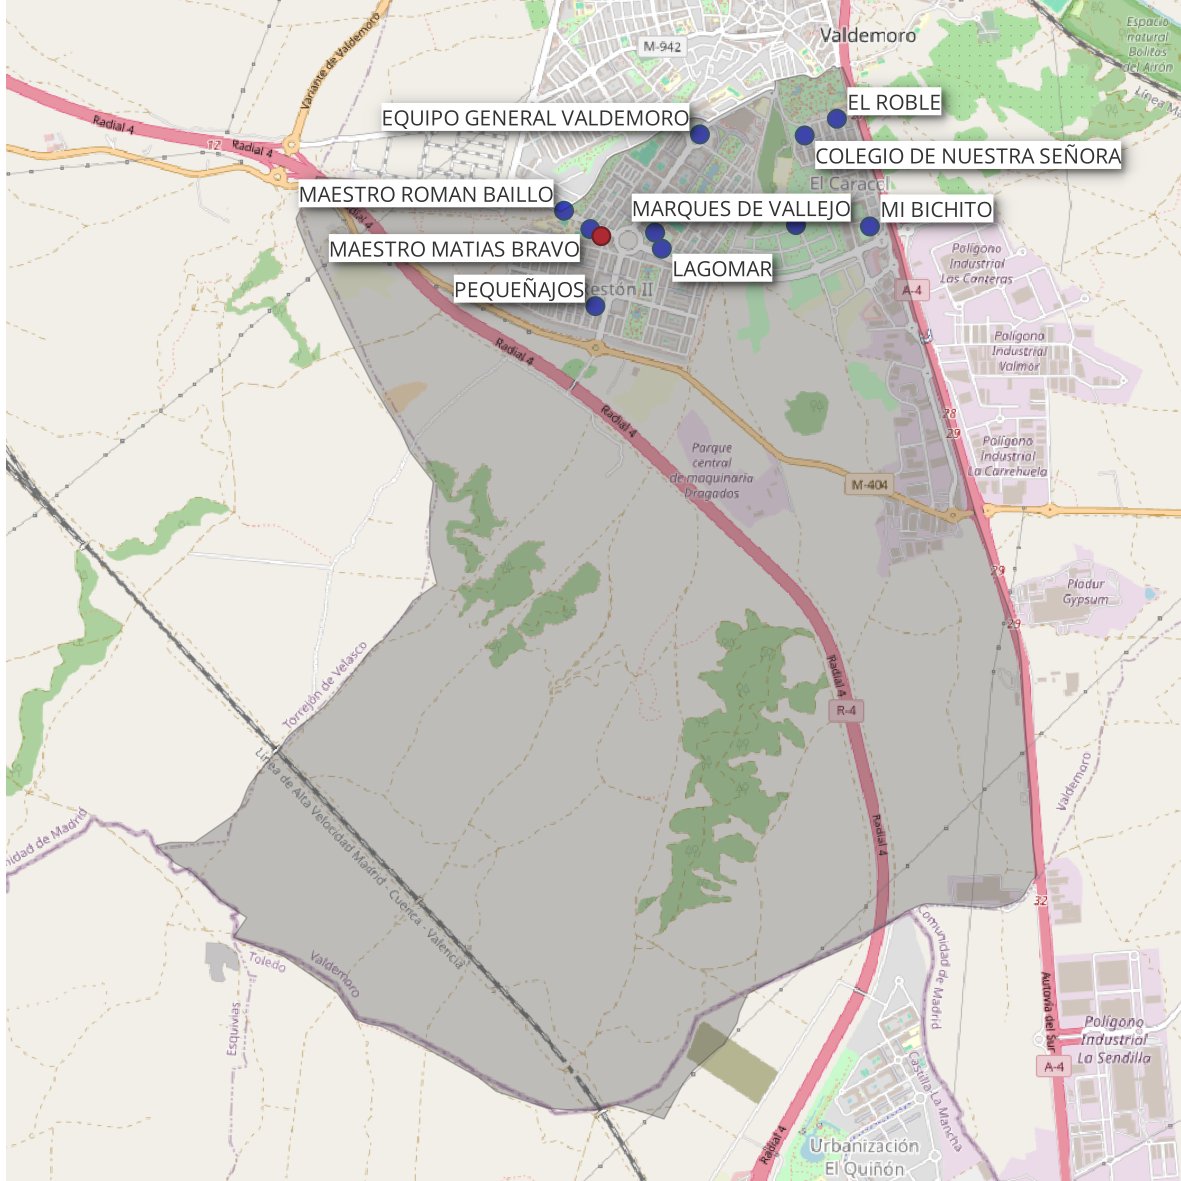 Valdemoro
Espacio
natural
Bolitas
del Airón
M-942
Variante de Valdemoro
Radial 4
12
Radial 4
EL ROBLE
EQUIPO GENERAL VALDEMORO
COLEGIO DE NUESTRA SEÑORA
El Caracol
MAESTRO ROMAN BAILLO
MARQUES DE VALLEJO
MI BICHITO
MAESTRO MATIAS BRAVO
LAGOMAR
PEQUEÑAJOS
Polígono
Industrial
Las Canteras
A-4
Radial 4
Polígono
Industrial
Valmor
Radial 4
28
29
Polígono
Industrial
La Carrehuela
Parque
central
de maquinaria
Dragados
M-404
29
Pladur
Gypsum
29
Torrejón de Velasco
Radial 4
R-4
Línea de Alta Velocidad Madrid - Cuenca - Valencia
Valdemoro
Radial 4
32
Comunidad de Madrid
Toledo
Valdemoro
Esquivias
Autovía del Sur
Polígono
Industrial
La Sendilla
A-4
Castilla-La Mancha
Radial 4
Urbanización
El Quiñón